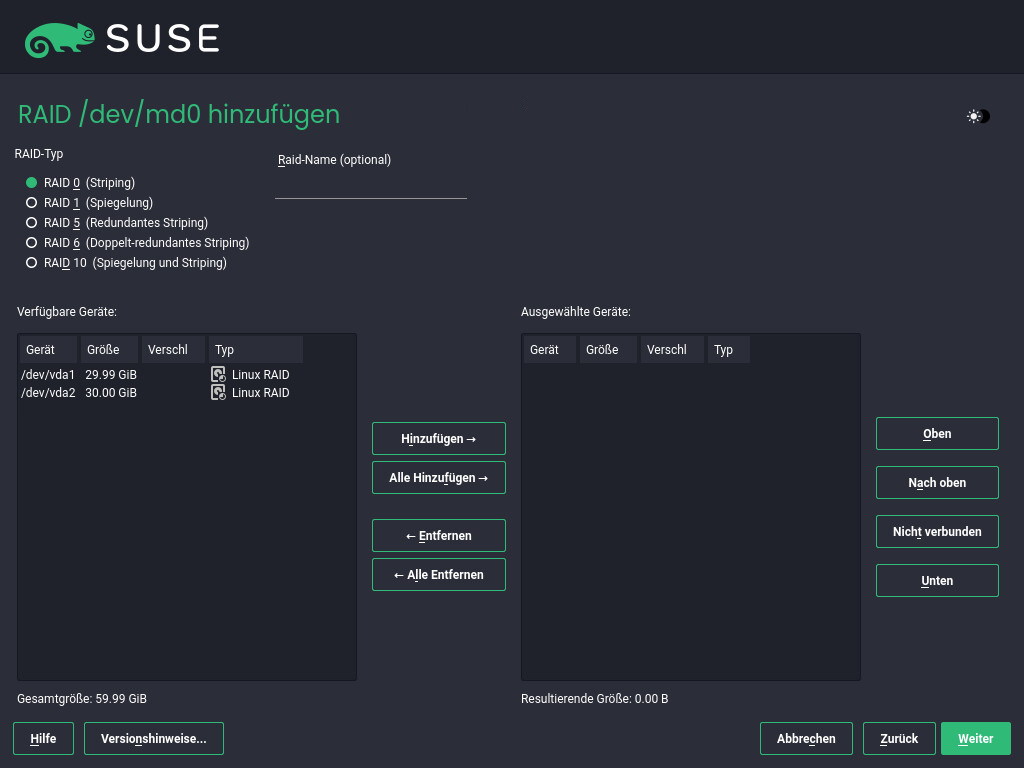 SUSE
RAID /dev/md0 hinzufügen
RAID-Typ
Raid-Name (optional)
RAID 0 (Striping)
RAID 1 (Spiegelung)
RAID 5 (Redundantes Striping)
RAID 6 (Doppelt-redundantes Striping)
RAID 10 (Spiegelung und Striping)
Verfügbare Geräte:
Gerät Größe Verschl Typ
/dev/vda1 29.99 GiB Linux RAID
/dev/vda2 30.00 GiB Linux RAID
Gesamtgröße: 59.99 GiB
Hinzufügen →
Alle Hinzufügen →
← Entfernen
← Alle Entfernen
Ausgewählte Geräte:
Gerät Größe Verschl Typ
Resultierende Größe: 0.00 B
Oben
Nach oben
Nicht verbunden
Unten
Hilfe Versionshinweise... Abbrechen Zurück Weiter